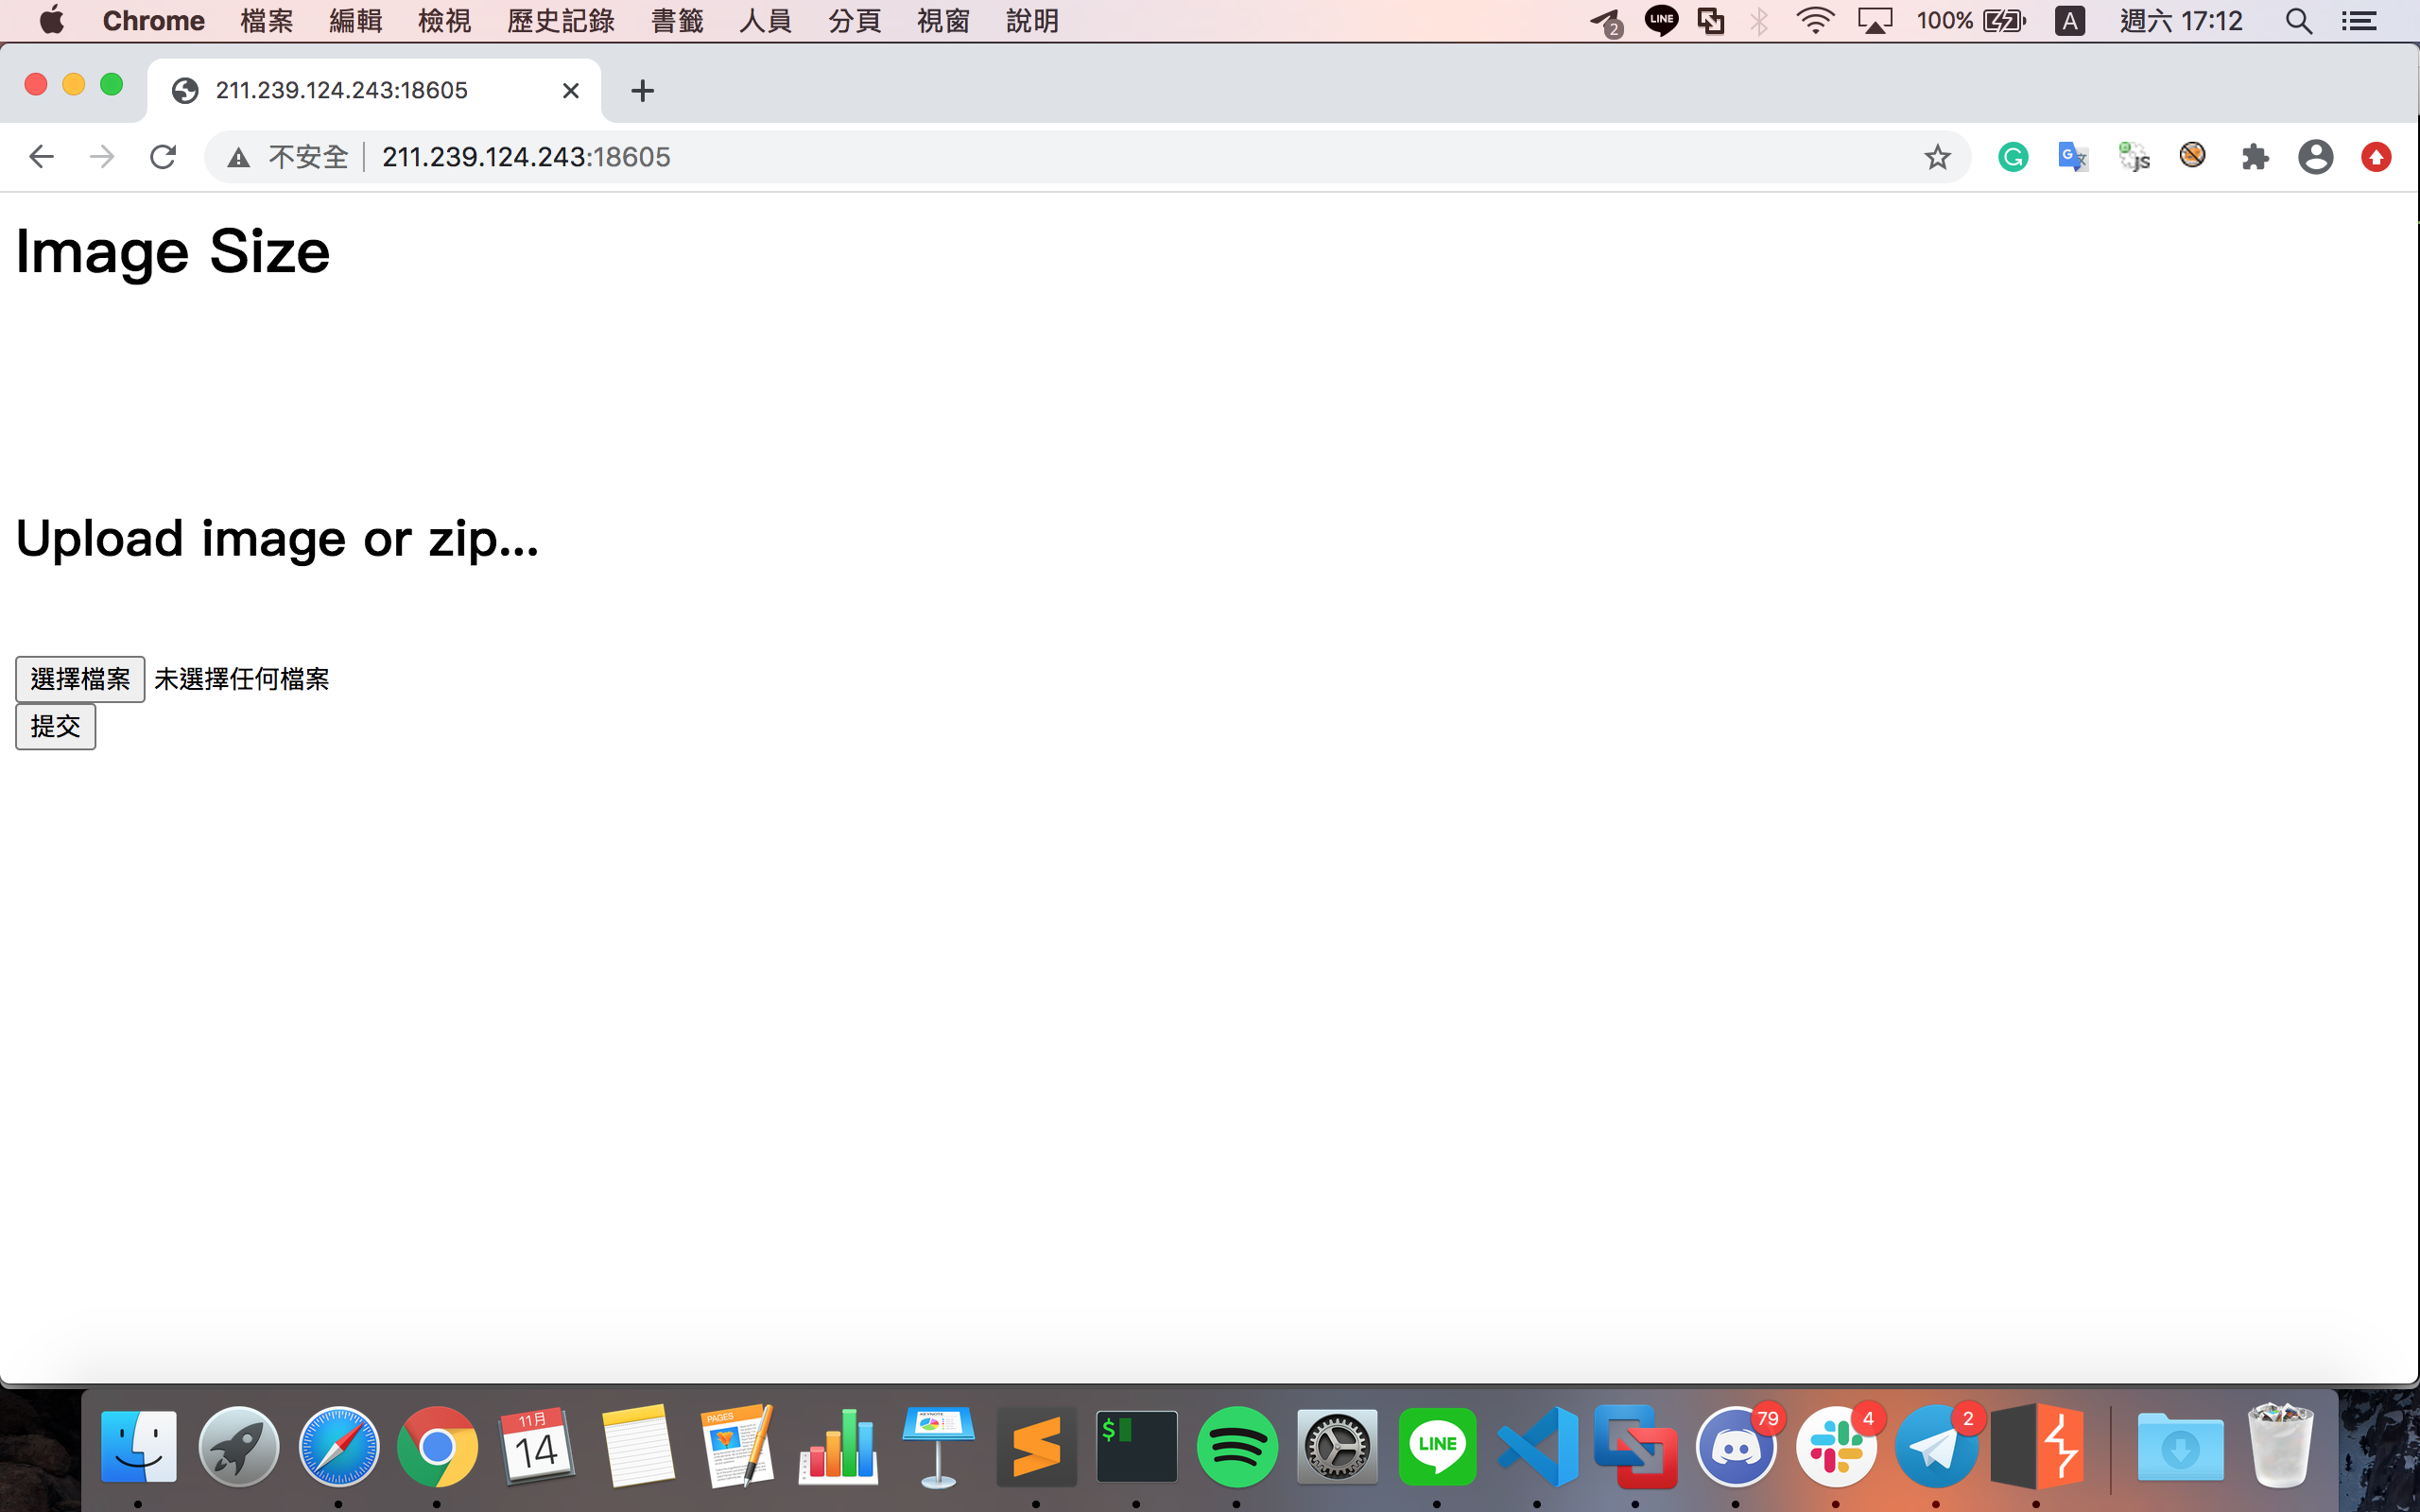 Chrome 檔案 編輯 檢視 歷史記錄 書籤 人員 分頁 視窗 說明 2 LINE 100% A 週六 17:12
211.239.124.243:18605
不安全 211.239.124.243:18605
Image Size
Upload image or zip...
選擇檔案 未選擇任何檔案
提交
11月
14
PAGES
KEYNOTE
$
LINE
79
4
2